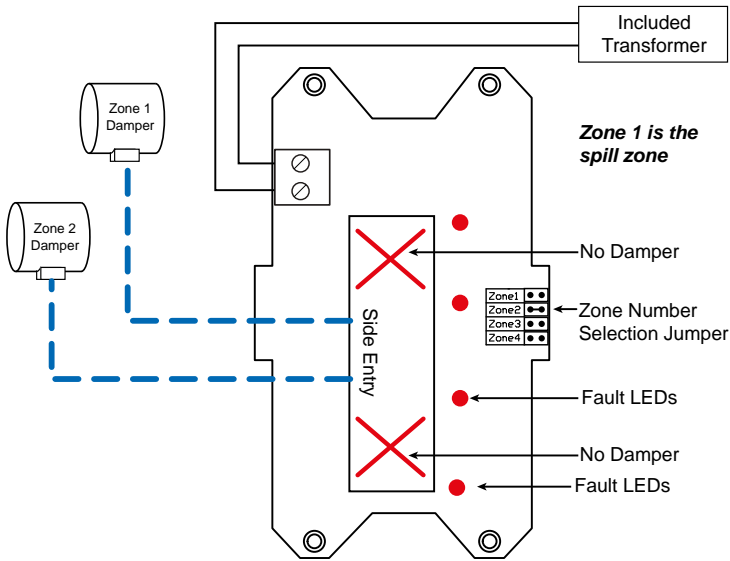 Included
Transformer
Zone 1
Damper
Zone 1 is the
spill zone
Zone 2
Damper
No Damper
Zone1
Zone2
Zone3
Zone4
Zone Number
Selection Jumper
Side Entry
Fault LEDs
No Damper
Fault LEDs